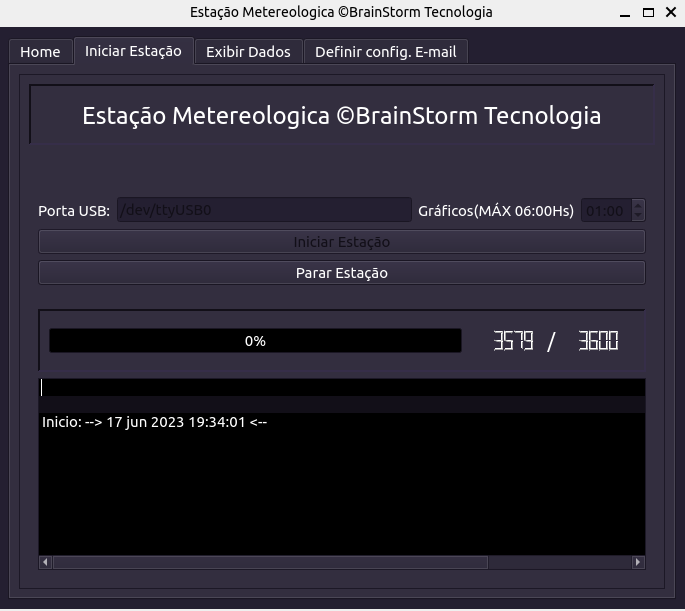 Estação Metereologica ©BrainStorm Tecnologia
Home Iniciar Estação Exibir Dados Definir config. E-mail
Estação Metereologica ©BrainStorm Tecnologia
Porta USB: /dev/ttyUSB0 Gráficos(MÁX 06:00Hs) 01:00
Iniciar Estação
Parar Estação
0% 3579 / 3600
Inicio: --> 17 jun 2023 19:34:01 <--